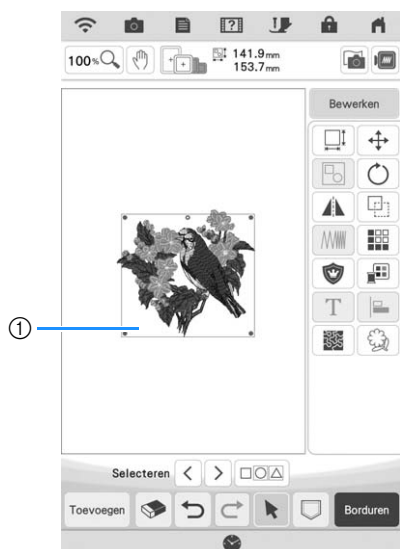 100%
141.9mm
153.7mm
Bewerken
①
Selecteren
Toevoegen
Borduren